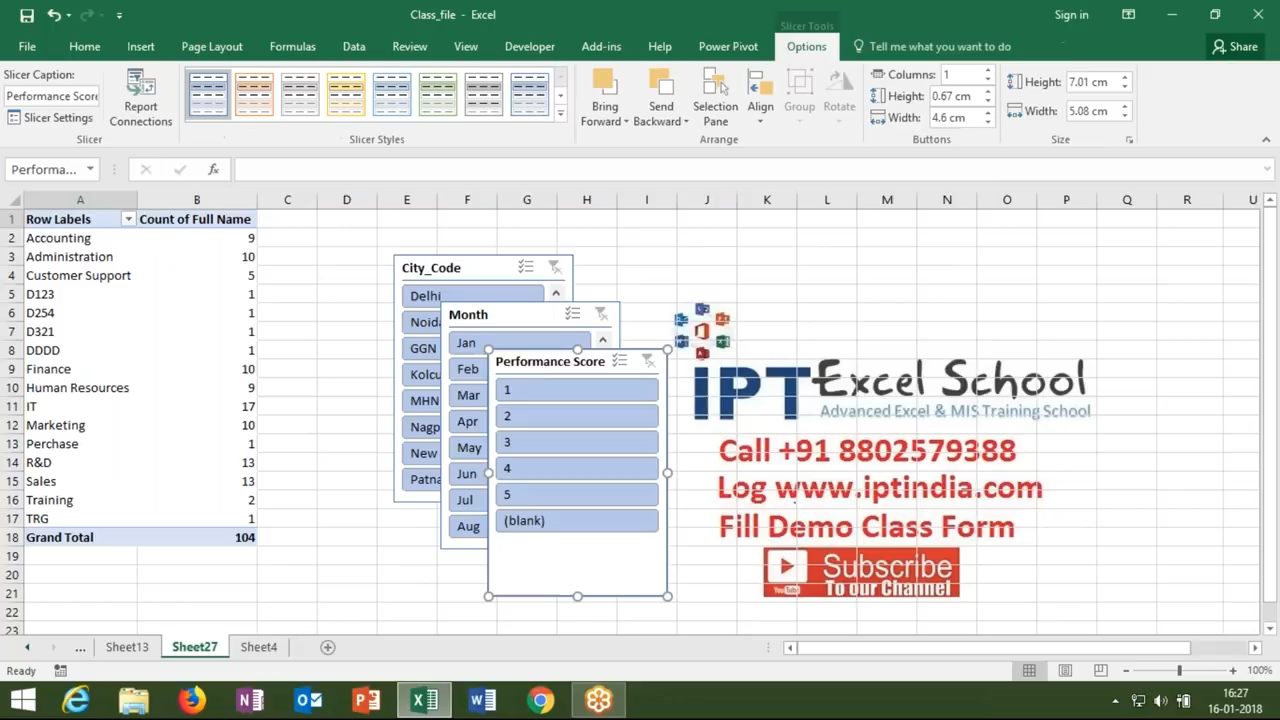 Class_file - Excel
Slicer Tools
Sign in
File
Home
Insert
Page Layout
Formulas
Data
Review
View
Developer
Add-ins
Help
Power Pivot
Options
Tell me what you want to do
Share
Slicer Caption:
Performance Score
Slicer Settings
Report
Connections
Slicer
Slicer Styles
Bring
Forward
Send
Backward
Selection
Pane
Align
Group
Rotate
Arrange
Columns: 1
Height: 0.67 cm
Width: 4.6 cm
Buttons
Height: 7.01 cm
Width: 5.08 cm
Size
Performa...
fx
A B C D E F G H I J K L M N O P Q R S T U
1 Row Labels Count of Full Name
2 Accounting 9
3 Administration 10
4 Customer Support 5
5 D123 1
6 D254 1
7 D321 1
8 DDDD 1
9 Finance 10
10 Human Resources 9
11 IT 17
12 Marketing 10
13 Perchase 1
14 R&D 13
15 Sales 13
16 Training 2
17 TRG 1
18 Grand Total 104
19
20
21
22
23
City_Code
Delhi
Noida
GGN
Kolcu
MHN
Nagp
New
Patna
Month
Jan
Feb
Mar
Apr
May
Jun
Jul
Aug
Performance Score
1
2
3
4
5
(blank)
IPT Excel School
Advanced Excel & MIS Training School
Call +91 8802579388
Log www.iptindia.com
Fill Demo Class Form
Subscribe
YouTube To our Channel
... Sheet13 Sheet27 Sheet4
Ready
100%
16:27
16-01-2018